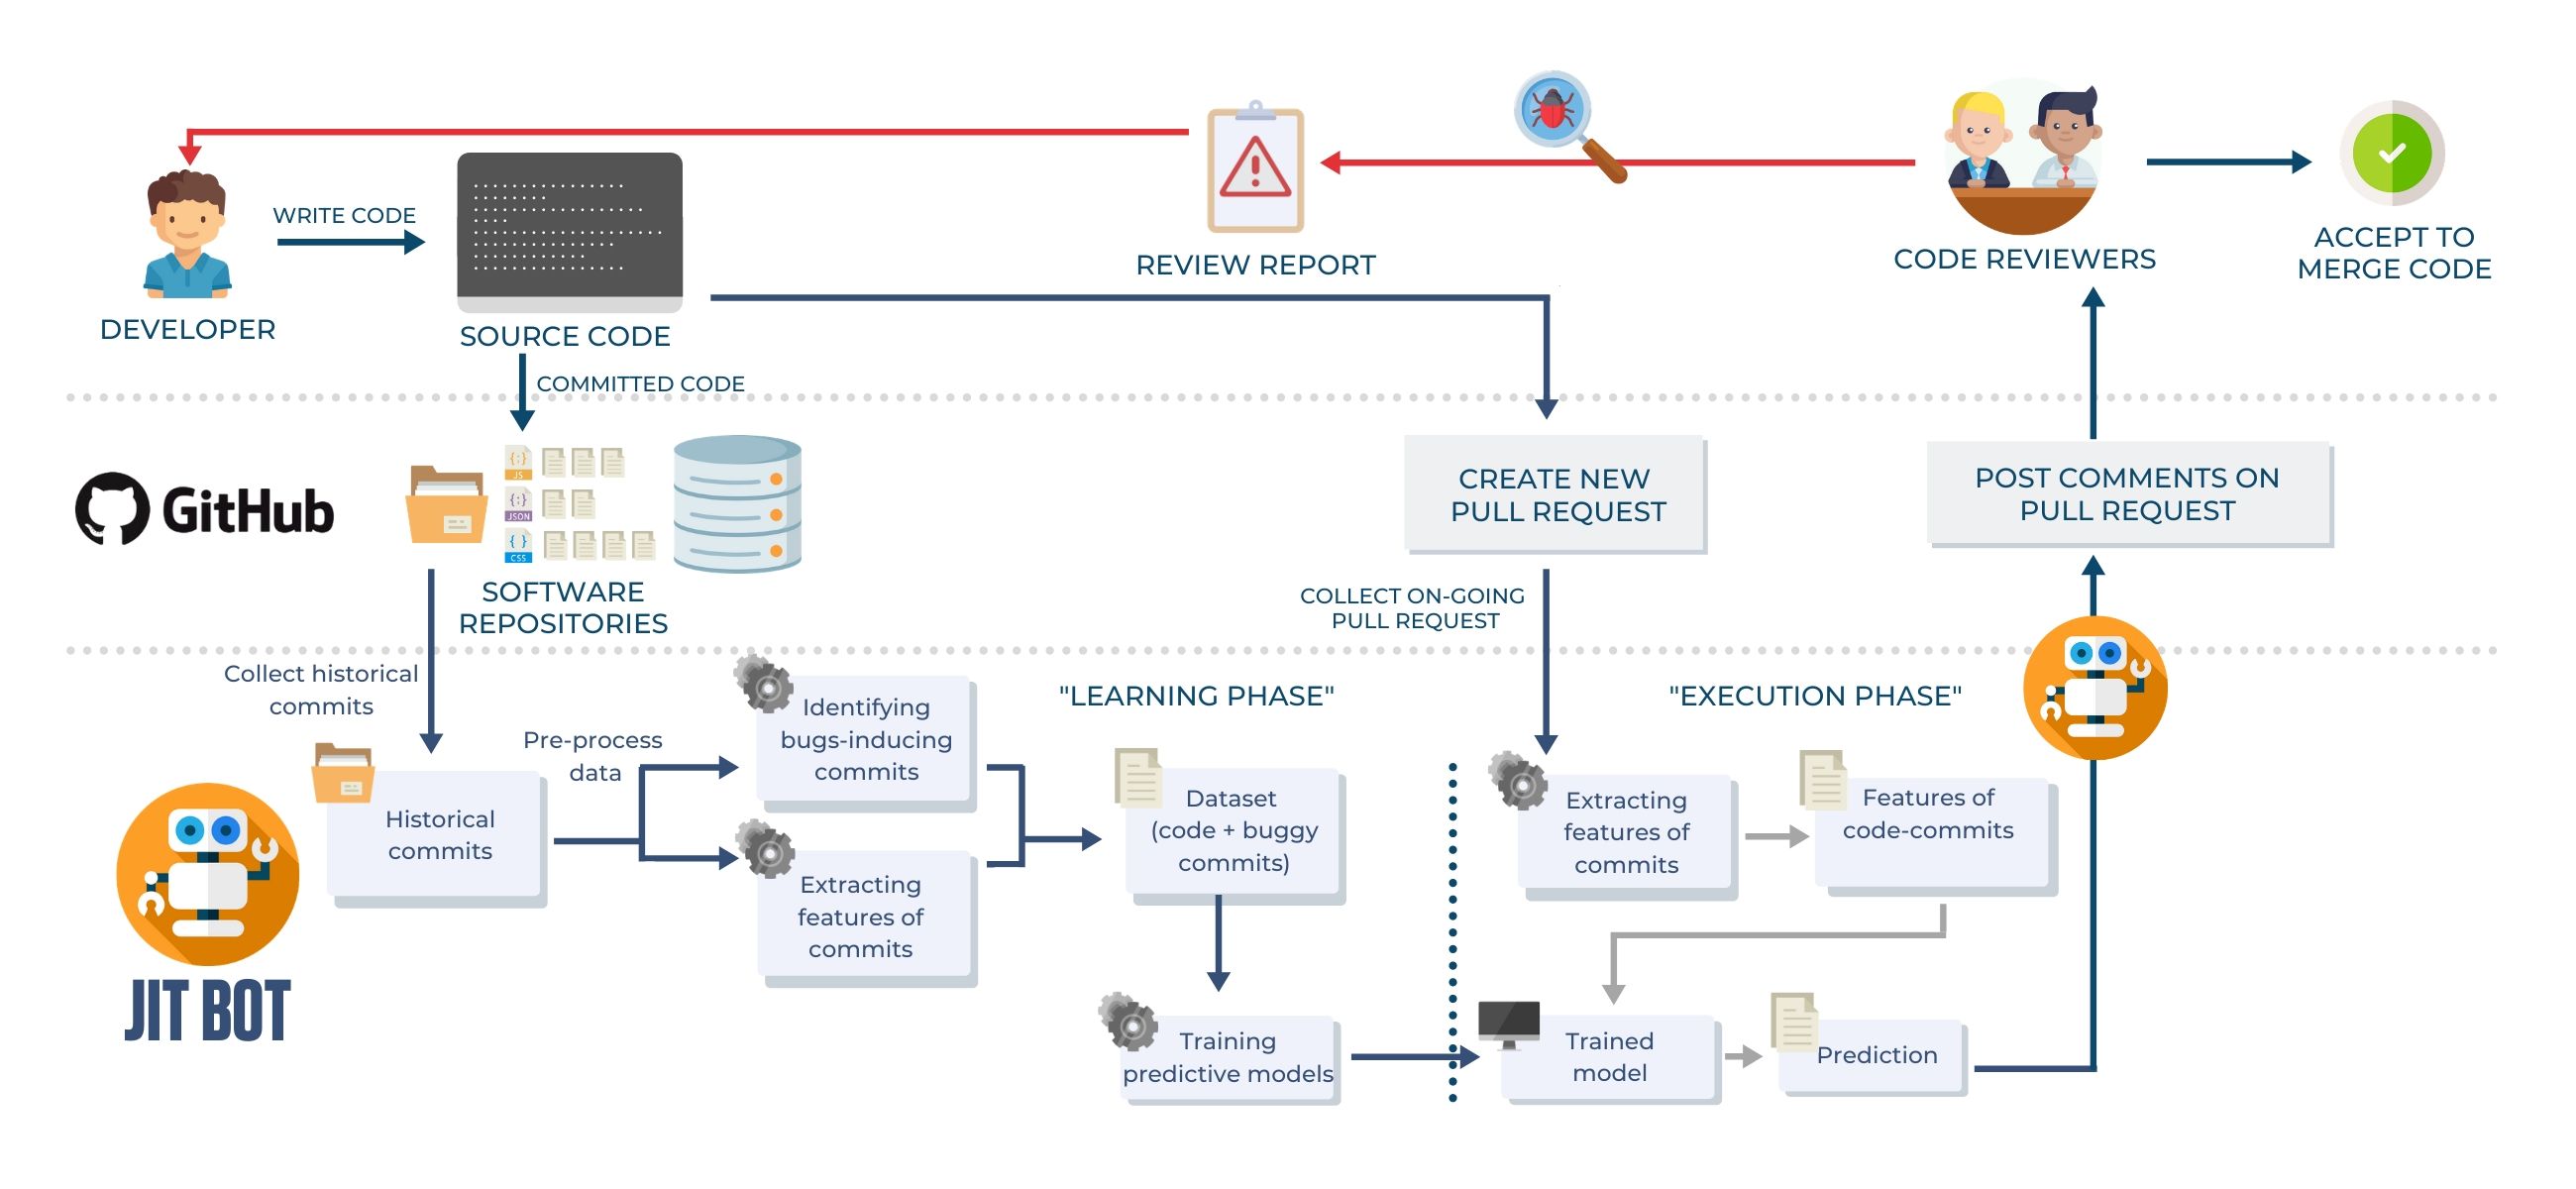 WRITE CODE
DEVELOPER
SOURCE CODE
REVIEW REPORT
CODE REVIEWERS
ACCEPT TO
MERGE CODE
COMMITTED CODE
GitHub
JS
JSON
CSS
SOFTWARE
REPOSITORIES
CREATE NEW
PULL REQUEST
POST COMMENTS ON
PULL REQUEST
COLLECT ON-GOING
PULL REQUEST
Collect historical
commits
"LEARNING PHASE"
"EXECUTION PHASE"
JIT BOT
Historical
commits
Pre-process
data
Identifying
bugs-inducing
commits
Extracting
features of
commits
Dataset
(code + buggy
commits)
Training
predictive models
Extracting
features of
commits
Features of
code-commits
Trained
model
Prediction